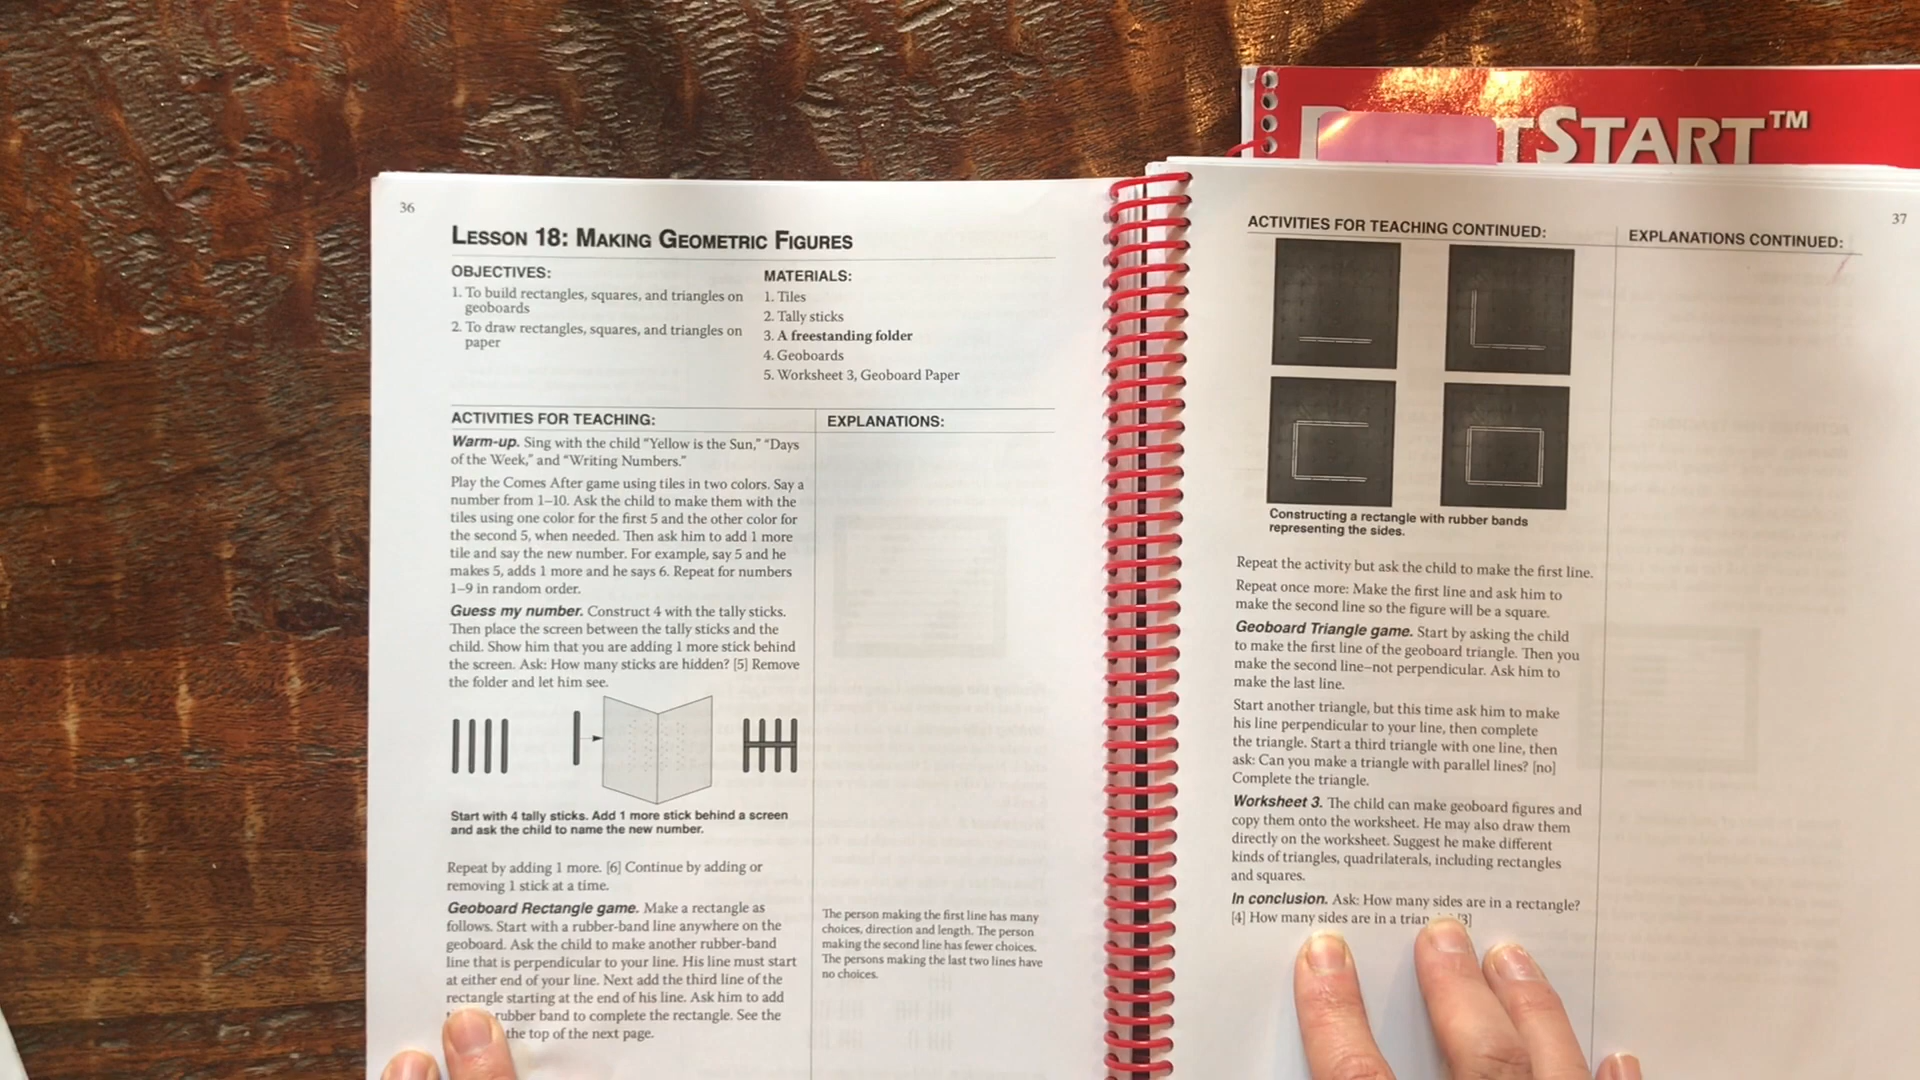 36
LESSON 18: MAKING GEOMETRIC FIGURES
OBJECTIVES:
1. To build rectangles, squares, and triangles on
geoboards
2. To draw rectangles, squares, and triangles on
paper
MATERIALS:
1. Tiles
2. Tally sticks
3. A freestanding folder
4. Geoboards
5. Worksheet 3, Geoboard Paper
ACTIVITIES FOR TEACHING:
Warm-up. Sing with the child “Yellow is the Sun,” “Days
of the Week,” and “Writing Numbers.”
Play the Comes After game using tiles in two colors. Say a
number from 1–10. Ask the child to make them with the
tiles using one color for the first 5 and the other color for
the second 5, when needed. Then ask him to add 1 more
tile and say the new number. For example, say 5 and he
makes 5, adds 1 more and he says 6. Repeat for numbers
1–9 in random order.
Guess my number. Construct 4 with the tally sticks.
Then place the screen between the tally sticks and the
child. Show him that you are adding 1 more stick behind
the screen. Ask: How many sticks are hidden? [5] Remove
the folder and let him see.
Start with 4 tally sticks. Add 1 more stick behind a screen
and ask the child to name the new number.
Repeat by adding 1 more. [6] Continue by adding or
removing 1 stick at a time.
Geoboard Rectangle game. Make a rectangle as
follows. Start with a rubber-band line anywhere on the
geoboard. Ask the child to make another rubber-band
line that is perpendicular to your line. His line must start
at either end of your line. Next add the third line of the
rectangle starting at the end of his line. Ask him to add
rubber band to complete the rectangle. See the
the top of the next page.
EXPLANATIONS:
The person making the first line has many
choices, direction and length. The person
making the second line has fewer choices.
The persons making the last two lines have
no choices.
START™
37
ACTIVITIES FOR TEACHING CONTINUED:
Constructing a rectangle with rubber bands
representing the sides.
Repeat the activity but ask the child to make the first line.
Repeat once more: Make the first line and ask him to
make the second line so the figure will be a square.
Geoboard Triangle game. Start by asking the child
to make the first line of the geoboard triangle. Then you
make the second line–not perpendicular. Ask him to
make the last line.
Start another triangle, but this time ask him to make
his line perpendicular to your line, then complete
the triangle. Start a third triangle with one line, then
ask: Can you make a triangle with parallel lines? [no]
Complete the triangle.
Worksheet 3. The child can make geoboard figures and
copy them onto the worksheet. He may also draw them
directly on the worksheet. Suggest he make different
kinds of triangles, quadrilaterals, including rectangles
and squares.
In conclusion. Ask: How many sides are in a rectangle?
[4] How many sides are in a 3]
EXPLANATIONS CONTINUED: